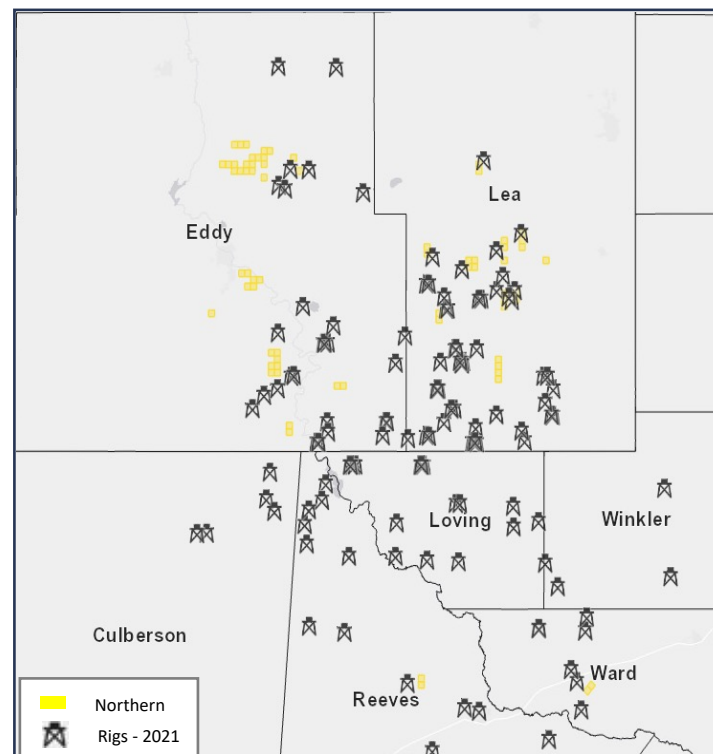 Lea
Eddy
Loving
Winkler
Culberson
Ward
Reeves
Northern
Rigs - 2021